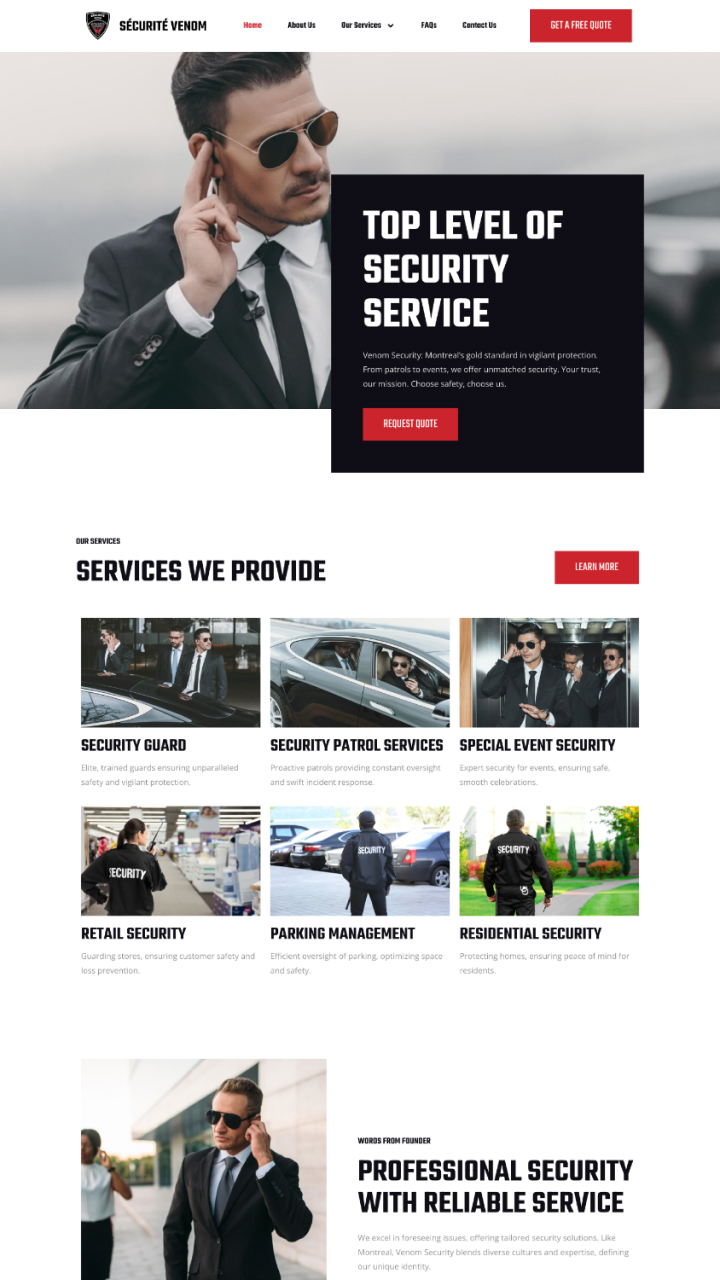 SÉCURITÉ VENOM
Home
About Us
Our Services
FAQs
Contact Us
GET A FREE QUOTE
TOP LEVEL OF
SECURITY
SERVICE
Venom Security: Montreal's gold standard in vigilant protection.
From patrols to events, we offer unmatched security. Your trust,
our mission. Choose safety, choose us.
REQUEST QUOTE
OUR SERVICES
SERVICES WE PROVIDE
LEARN MORE
SECURITY GUARD
Elite, trained guards ensuring unparalleled
safety and vigilant protection.
SECURITY PATROL SERVICES
Proactive patrols providing constant oversight
and swift incident response.
SPECIAL EVENT SECURITY
Expert security for events, ensuring safe,
smooth celebrations.
SECURITY
RETAIL SECURITY
Guarding stores, ensuring customer safety and
loss prevention.
SECURITY
PARKING MANAGEMENT
Efficient oversight of parking, optimizing space
and safety.
SECURITY
RESIDENTIAL SECURITY
Protecting homes, ensuring peace of mind for
residents.
WORDS FROM FOUNDER
PROFESSIONAL SECURITY
WITH RELIABLE SERVICE
We excel in foreseeing issues, offering tailored security solutions. Like
Montreal, Venom Security blends diverse cultures and expertise, defining
our unique identity.